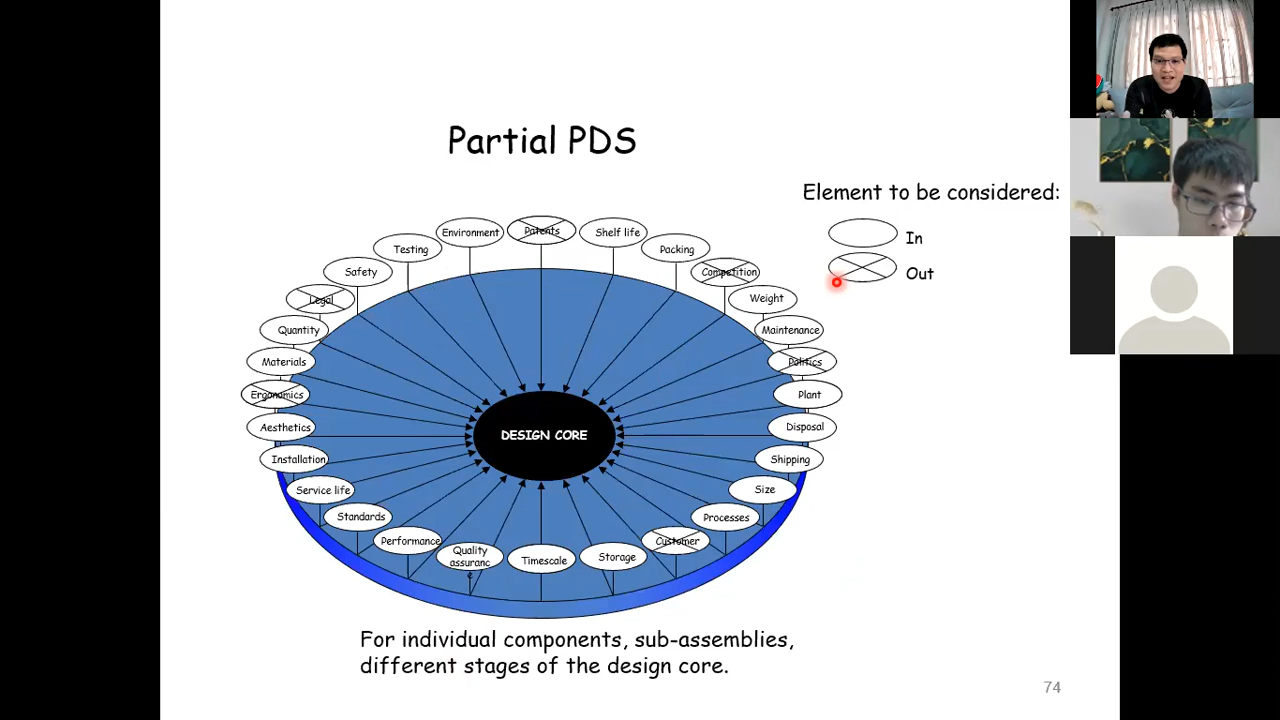 Partial PDS
Element to be considered:
In
Out
Patents
Environment
Shelf life
Testing
Packing
Safety
Competition
Legal
Weight
Quantity
Maintenance
Materials
Politics
Ergonomics
Plant
Aesthetics
Disposal
DESIGN CORE
Installation
Shipping
Service life
Size
Standards
Processes
Performance
Customer
Quality
assuranc
e
Timescale
Storage
For individual components, sub-assemblies,
different stages of the design core.
74